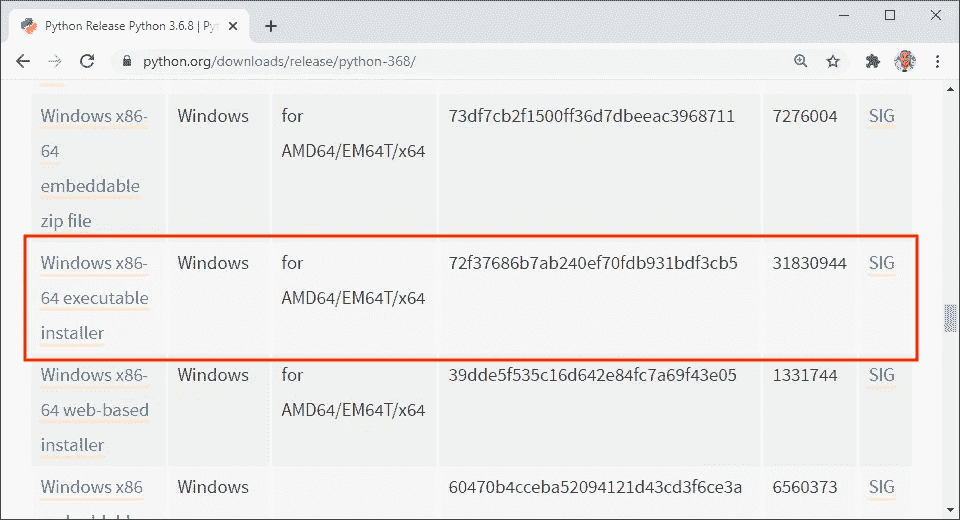 Python Release Python 3.6.8 | Pyt
python.org/downloads/release/python-368/
Windows x86- Windows for 73df7cb2f1500ff36d7dbeeac3968711 7276004 SIG
64 AMD64/EM64T/x64
embeddable
zip file
Windows x86- Windows for 72f37686b7ab240ef70fdb931bdf3cb5 31830944 SIG
64 executable AMD64/EM64T/x64
installer
Windows x86- Windows for 39dde5f535c16d642e84fc7a69f43e05 1331744 SIG
64 web-based AMD64/EM64T/x64
installer
Windows x86 Windows 60470b4cceba52094121d43cd3f6ce3a 6560373 SIG